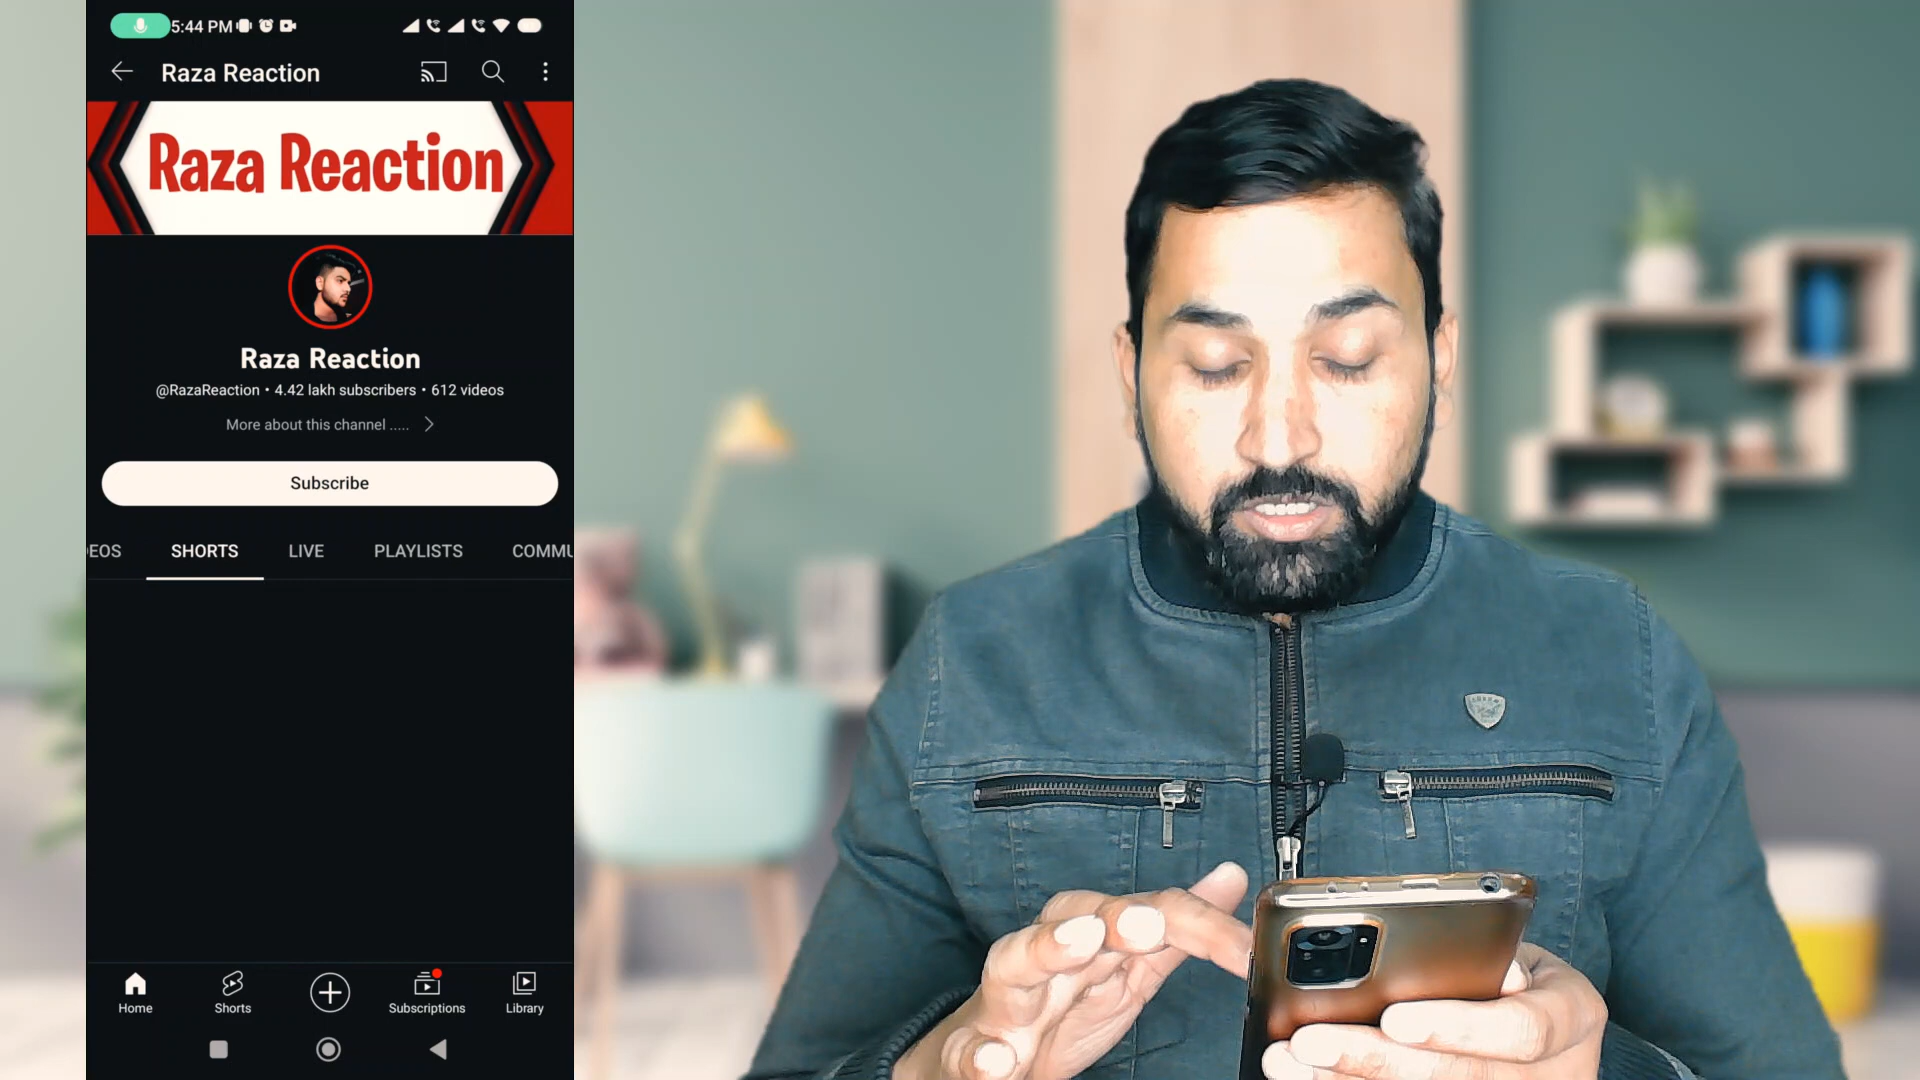 5:44 PM
Raza Reaction
Raza Reaction
Raza Reaction
@RazaReaction • 4.42 lakh subscribers • 612 videos
More about this channel .....
Subscribe
EOS SHORTS LIVE PLAYLISTS COMMU
Home Shorts Subscriptions Library